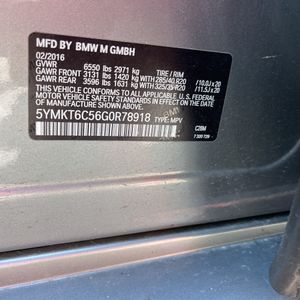 MFD BY BMW M GMBH
02/2016 TIRE / RIM
GVWR 6550 lbs 2971 kg
GAWR FRONT 3131 lbs 1420 kg WITH 285/40 R20 / 10.0J x 20
GAWR REAR 3596 lbs 1631 kg WITH 325/35 R20 / 11.5J x 20
THIS VEHICLE CONFORMS TO ALL APPLICABLE U.S. FEDERAL
MOTOR VEHICLE SAFETY
STANDARDS IN EFFECT ON THE DATE OF
MANUFACTURE SHOWN ABOVE.
5YMKT6C56G0R78918 TYPE: MPV
C2BM